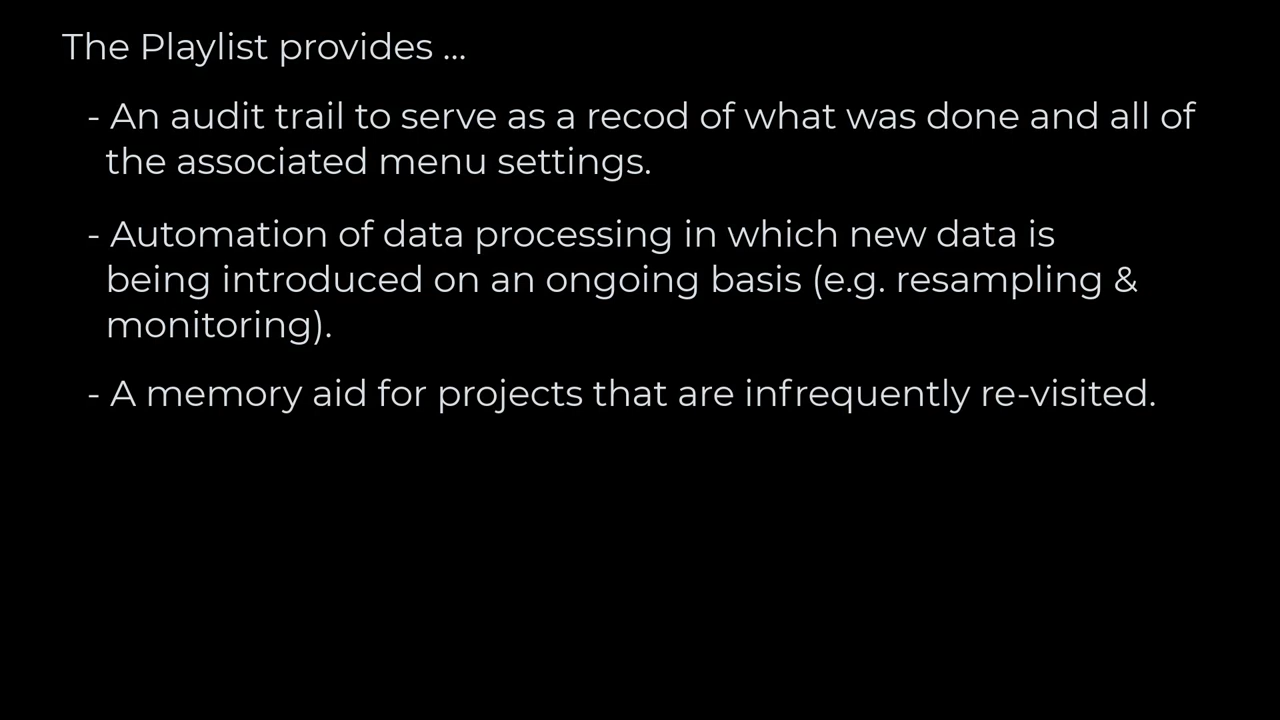 The Playlist provides ...
- An audit trail to serve as a recod of what was done and all of
the associated menu settings.
- Automation of data processing in which new data is
being introduced on an ongoing basis (e.g. resampling &
monitoring).
- A memory aid for projects that are infrequently re-visited.